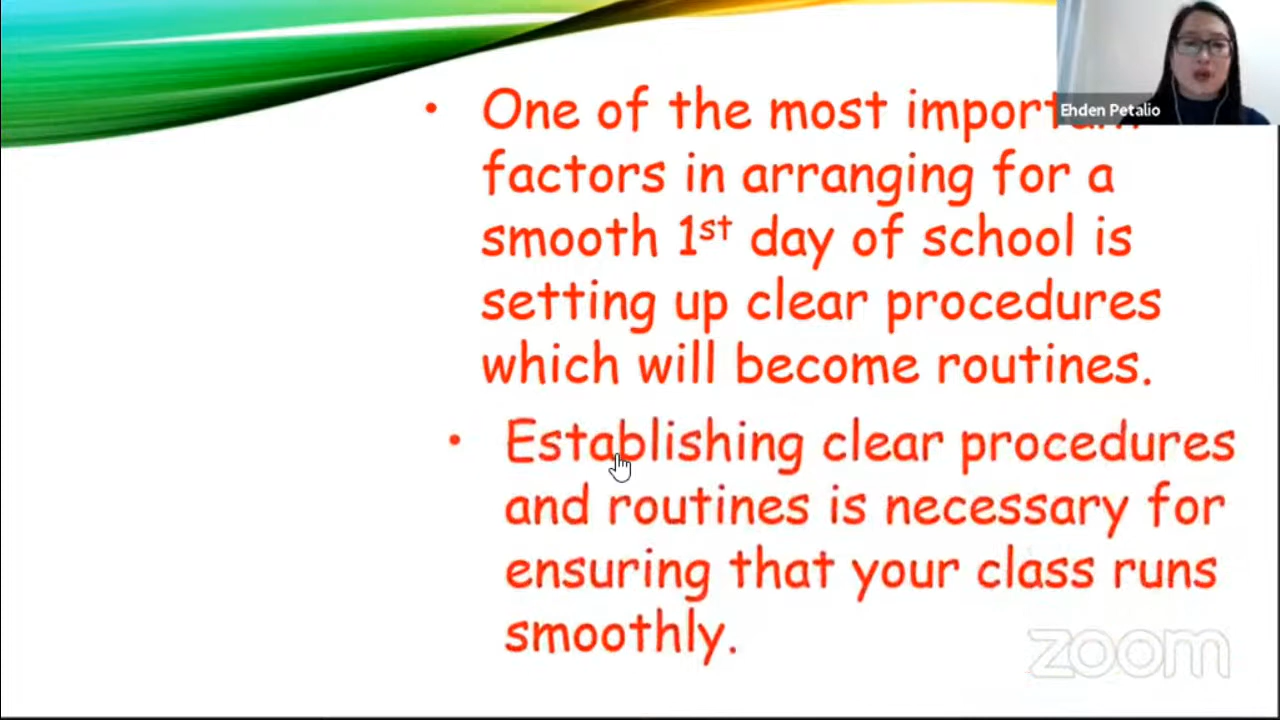 Ehden Petalio
• One of the most important
factors in arranging for a
smooth 1st day of school is
setting up clear procedures
which will become routines.
• Establishing clear procedures
and routines is necessary for
ensuring that your class runs
smoothly.
zoom